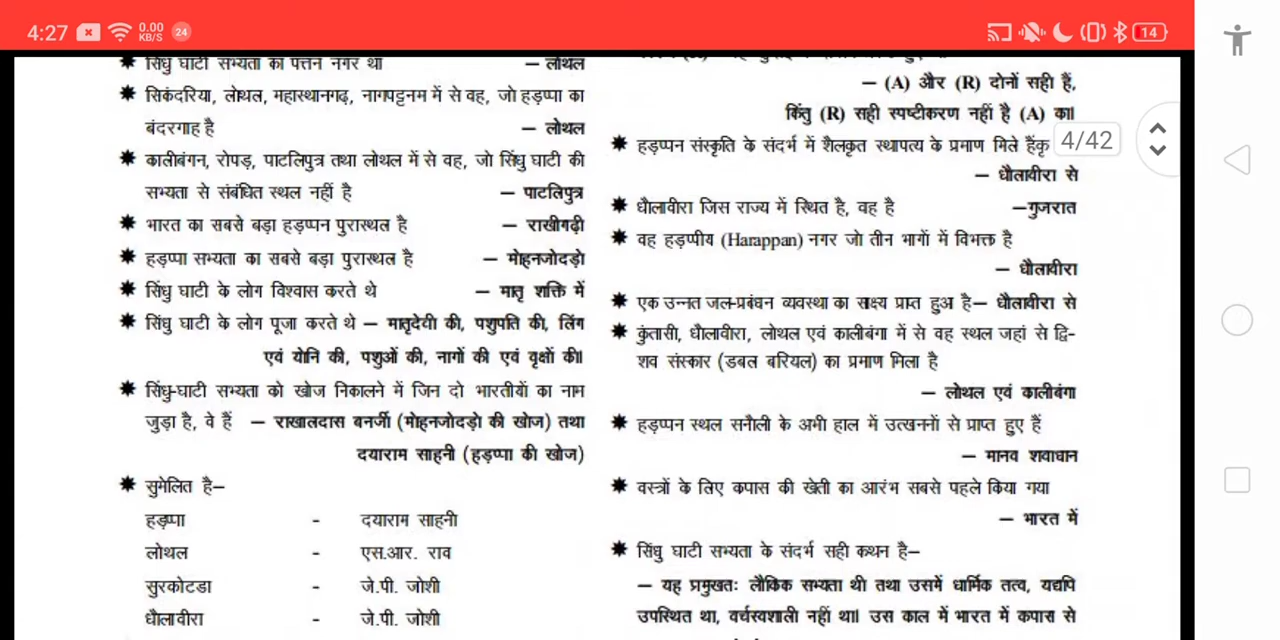 4:27
0.00
KB/S
24
14
सिंधु घाटी सभ्यता का पत्तन नगर था – लोथल
✷ सिकंदरिया, लोथल, महास्थानगढ़, नागपट्टनम में से वह, जो हड़प्पा का
बंदरगाह है – लोथल
✷ कालीबंगन, रोपड़, पाटलिपुत्र तथा लोथल में से वह, जो सिंधु घाटी की
सभ्यता से संबंधित स्थल नहीं है – पाटलिपुत्र
✷ भारत का सबसे बड़ा हड़प्पन पुरास्थल है – राखीगढ़ी
✷ हड़प्पा सभ्यता का सबसे बड़ा पुरास्थल है – मोहनजोदड़ो
✷ सिंधु घाटी के लोग विश्वास करते थे – मातृ शक्ति में
✷ सिंधु घाटी के लोग पूजा करते थे – मातृदेवी की, पशुपति की, लिंग
एवं योनि की, पशुओं की, नागों की एवं वृक्षों की।
✷ सिंधु-घाटी सभ्यता को खोज निकालने में जिन दो भारतीयों का नाम
जुड़ा है, वे हैं – राखालदास बनर्जी (मोहनजोदड़ो की खोज) तथा
दयाराम साहनी (हड़प्पा की खोज)
✷ सुमेलित है–
हड़प्पा - दयाराम साहनी
लोथल - एस.आर. राव
सुरकोटडा - जे.पी. जोशी
धौलावीरा - जे.पी. जोशी
– (A) और (R) दोनों सही हैं,
किंतु (R) सही स्पष्टीकरण नहीं है (A) का।
✷ हड़प्पन संस्कृति के संदर्भ में शैलकृत स्थापत्य के प्रमाण मिले हैंकृ
4/42
– धौलावीरा से
✷ धौलावीरा जिस राज्य में स्थित है, वह है –गुजरात
✷ वह हड़प्पीय (Harappan) नगर जो तीन भागों में विभक्त है
– धौलावीरा
✷ एक उन्नत जल-प्रबंघन व्यवस्था का साक्ष्य प्राप्त हुअ है– धौलावीरा से
✷ कुंतासी, धौलावीरा, लोथल एवं कालीबंगा में से वह स्थल जहां से द्वि-
शव संस्कार (डबल बरियल) का प्रमाण मिला है
– लोथल एवं कालीबंगा
✷ हड़प्पन स्थल सनौली के अभी हाल में उत्खननों से प्राप्त हुए हैं
– मानव शवाधान
✷ वस्त्रों के लिए कपास की खेती का आरंभ सबसे पहले किया गया
– भारत में
✷ सिंधु घाटी सभ्यता के संदर्भ सही कथन है–
– यह प्रमुखतः लौकिक सभ्यता थी तथा उसमें धार्मिक तत्व, यद्यपि
उपस्थित था, वर्चस्वशाली नहीं था। उस काल में भारत में कपास से